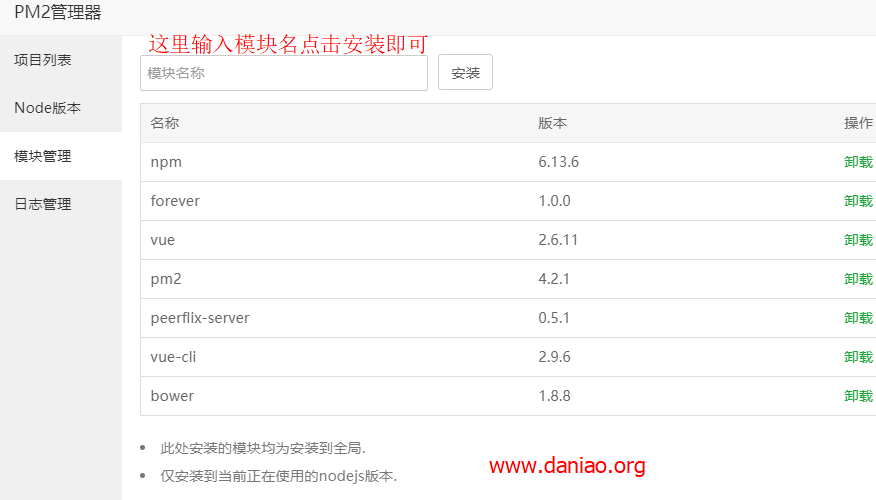 PM2管理器
项目列表
Node版本
模块管理
日志管理
这里输入模块名点击安装即可
模块名称 安装
名称 版本 操作
npm 6.13.6 卸载
forever 1.0.0 卸载
vue 2.6.11 卸载
pm2 4.2.1 卸载
peerflix-server 0.5.1 卸载
vue-cli 2.9.6 卸载
bower 1.8.8 卸载
• 此处安装的模块均为安装到全局.
• 仅安装到当前正在使用的nodejs版本.
www.daniao.org